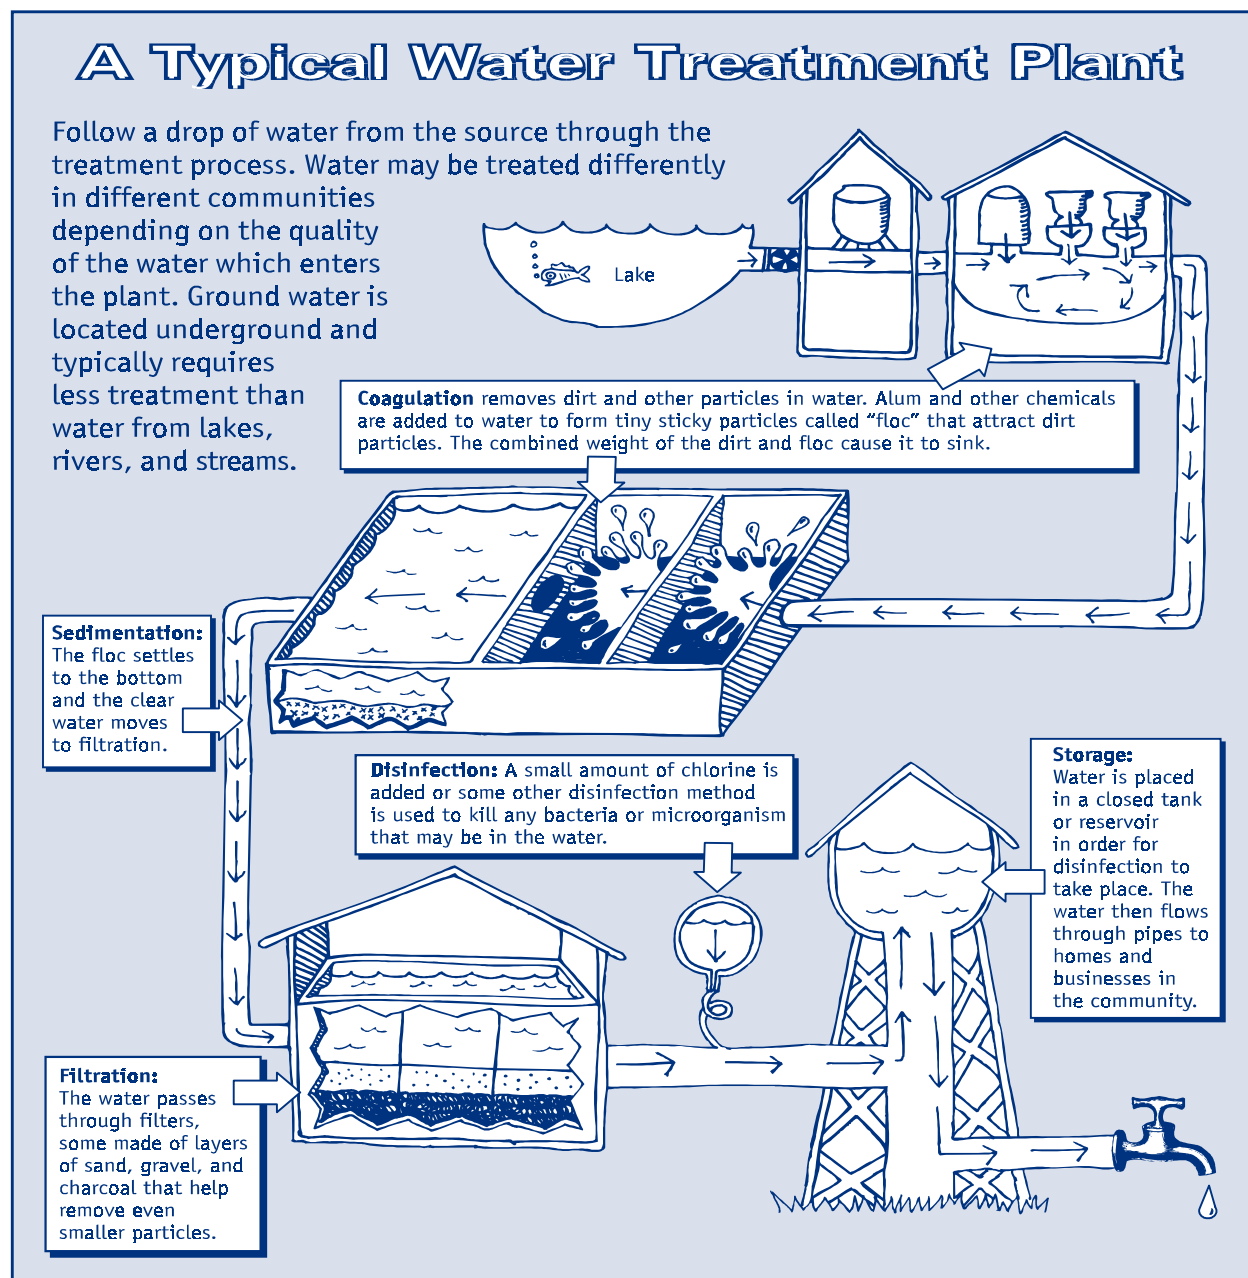 A Typical Water Treatment Plant
Follow a drop of water from the source through the
treatment process. Water may be treated differently
in different communities
depending on the quality
of the water which enters
the plant. Ground water is
located underground and
typically requires
less treatment than
water from lakes,
rivers, and streams.
Lake
Coagulation removes dirt and other particles in water. Alum and other chemicals
are added to water to form tiny sticky particles called “floc” that attract dirt
particles. The combined weight of the dirt and floc cause it to sink.
Sedimentation:
The floc settles
to the bottom
and the clear
water moves
to filtration.
Disinfection: A small amount of chlorine is
added or some other disinfection method
is used to kill any bacteria or microorganism
that may be in the water.
Storage:
Water is placed
in a closed tank
or reservoir
in order for
disinfection to
take place. The
water then flows
through pipes to
homes and
businesses in
the community.
Filtration:
The water passes
through filters,
some made of layers
of sand, gravel, and
charcoal that help
remove even
smaller particles.